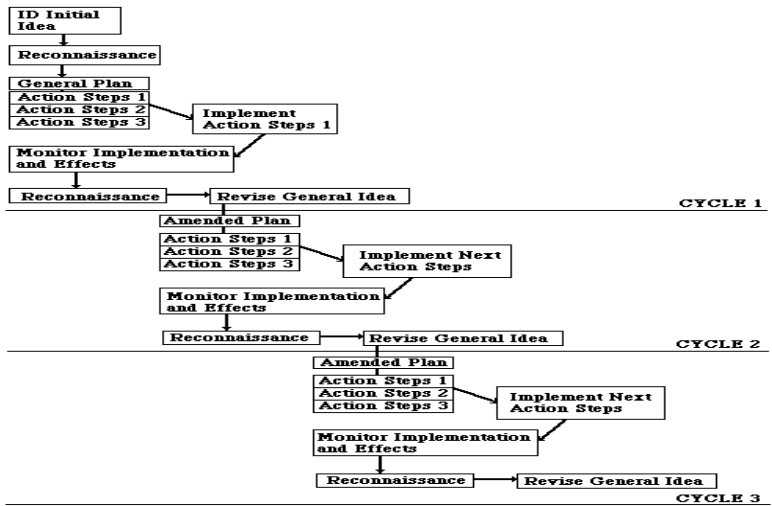 ID Initial
Idea
Reconnaissance
General Plan
Action Steps 1
Action Steps 2
Action Steps 3
Implement
Action Steps 1
Monitor Implementation
and Effects
Reconnaissance
Revise General Idea
CYCLE 1
Amended Plan
Action Steps 1
Action Steps 2
Action Steps 3
Implement Next
Action Steps
Monitor Implementation
and Effects
Reconnaissance
Revise General Idea
CYCLE 2
Amended Plan
Action Steps 1
Action Steps 2
Action Steps 3
Implement Next
Action Steps
Monitor Implementation
and Effects
Reconnaissance
Revise General Idea
CYCLE 3